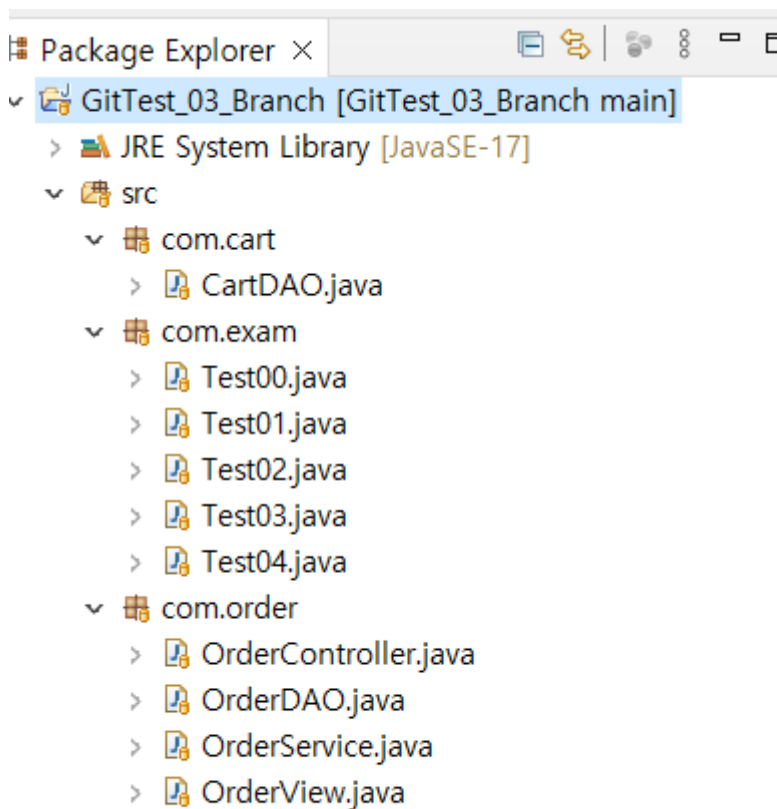 Package Explorer
GitTest_03_Branch [GitTest_03_Branch main]
JRE System Library [JavaSE-17]
src
com.cart
CartDAO.java
com.exam
Test00.java
Test01.java
Test02.java
Test03.java
Test04.java
com.order
OrderController.java
OrderDAO.java
OrderService.java
OrderView.java